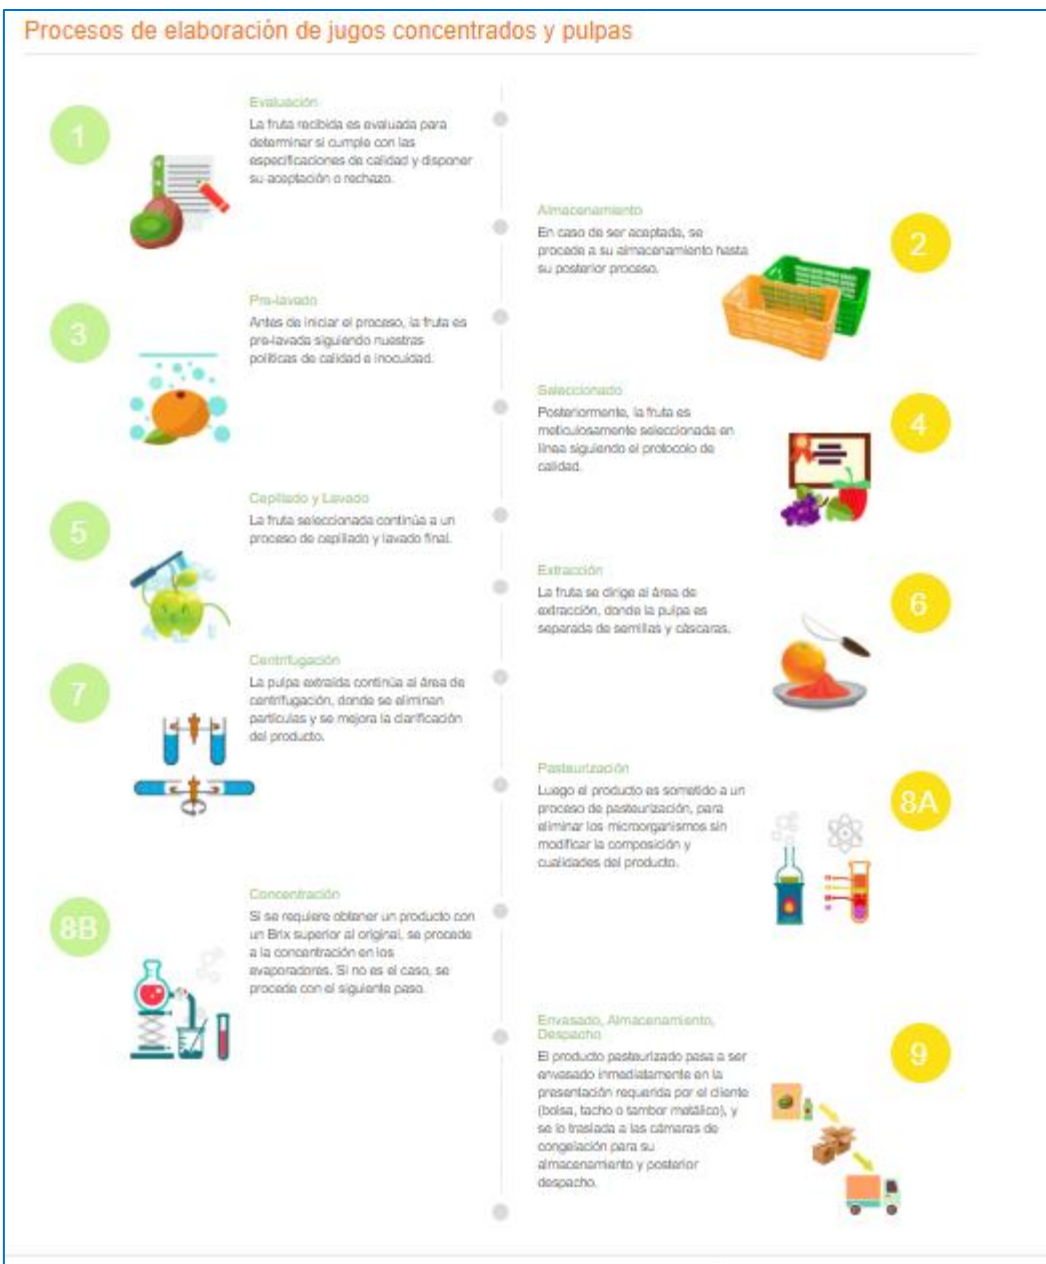 Procesos de elaboración de jugos concentrados y pulpas
1
Evaluación
La fruta recibida es evaluada para
determinar si cumple con las
especificaciones de calidad y disponer
su aceptación o rechazo.
Almacenamiento
En caso de ser aceptada, se
procede a su almacenamiento hasta
su posterior proceso.
2
3
Pre-lavado
Antes de iniciar el proceso, la fruta es
pre-lavada siguiendo nuestras
políticas de calidad e inocuidad.
Seleccionado
Posteriormente, la fruta es
meticulosamente seleccionada en
línea siguiendo el protocolo de
calidad.
4
5
Cepillado y Lavado
La fruta seleccionada continúa a un
proceso de cepillado y lavado final.
Extracción
La fruta se dirige al área de
extracción, donde la pulpa es
separada de semillas y cáscaras.
6
7
Centrifugación
La pulpa extraída continúa al área de
centrifugación, donde se eliminan
partículas y se mejora la clarificación
del producto.
Pasteurización
Luego el producto es sometido a un
proceso de pasteurización, para
eliminar los microorganismos sin
modificar la composición y
cualidades del producto.
8A
8B
Concentración
Si se requiere obtener un producto con
un Brix superior al original, se procede
a la concentración en los
evaporadores. Si no es el caso, se
procede con el siguiente paso.
Envasado, Almacenamiento,
Despacho
El producto pasteurizado pasa a ser
envasado inmediatamente en la
presentación requerida por el cliente
(bolsa, tacho o tambor metálico), y
se lo traslada a las cámaras de
congelación para su
almacenamiento y posterior
despacho.
9